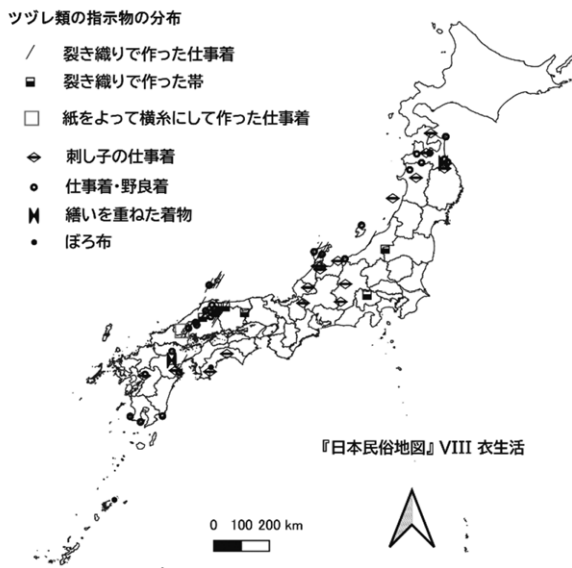 ツヅレ類の指示物の分布
裂き織りで作った仕事着
裂き織りで作った帯
紙をよって横糸にして作った仕事着
刺し子の仕事着
仕事着・野良着
繕いを重ねた着物
ぼろ布
『日本民俗地図』VIII 衣生活
0 100 200 km